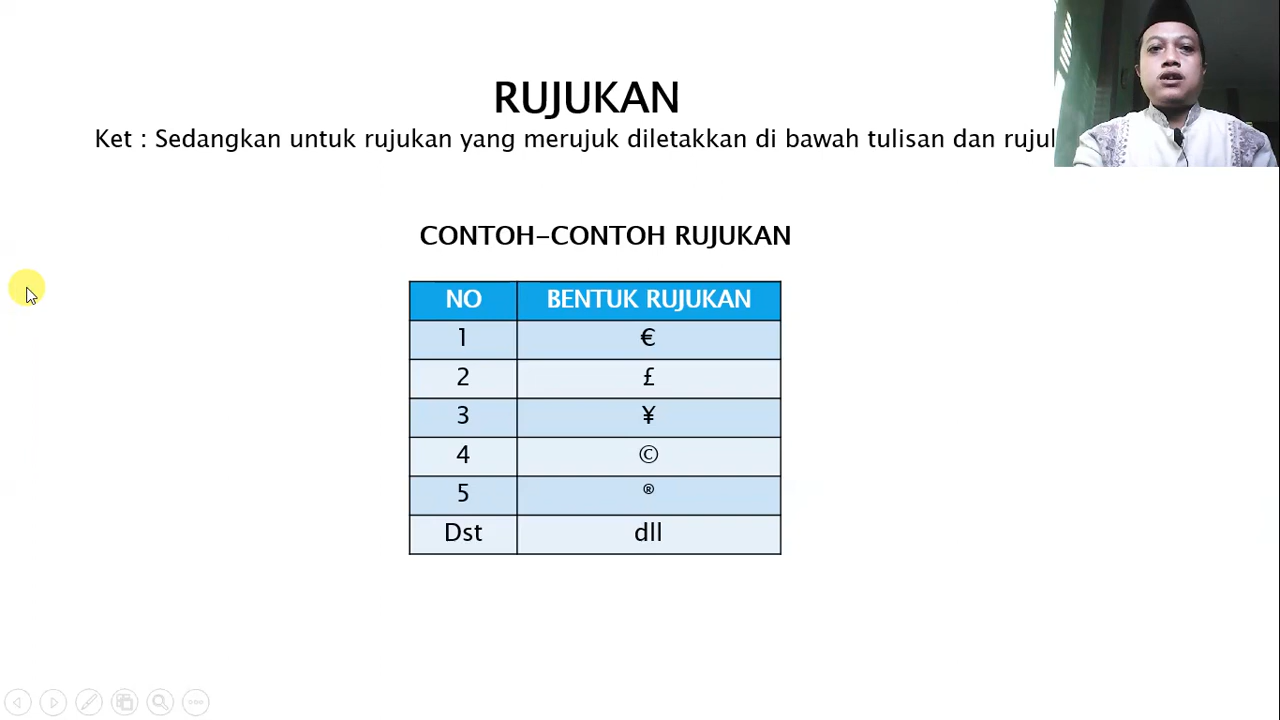 RUJUKAN
Ket : Sedangkan untuk rujukan yang merujuk diletakkan di bawah tulisan dan
CONTOH-CONTOH RUJUKAN
NO BENTUK RUJUKAN
1 €
2 £
3 ¥
4 ©
5 ®
Dst dll